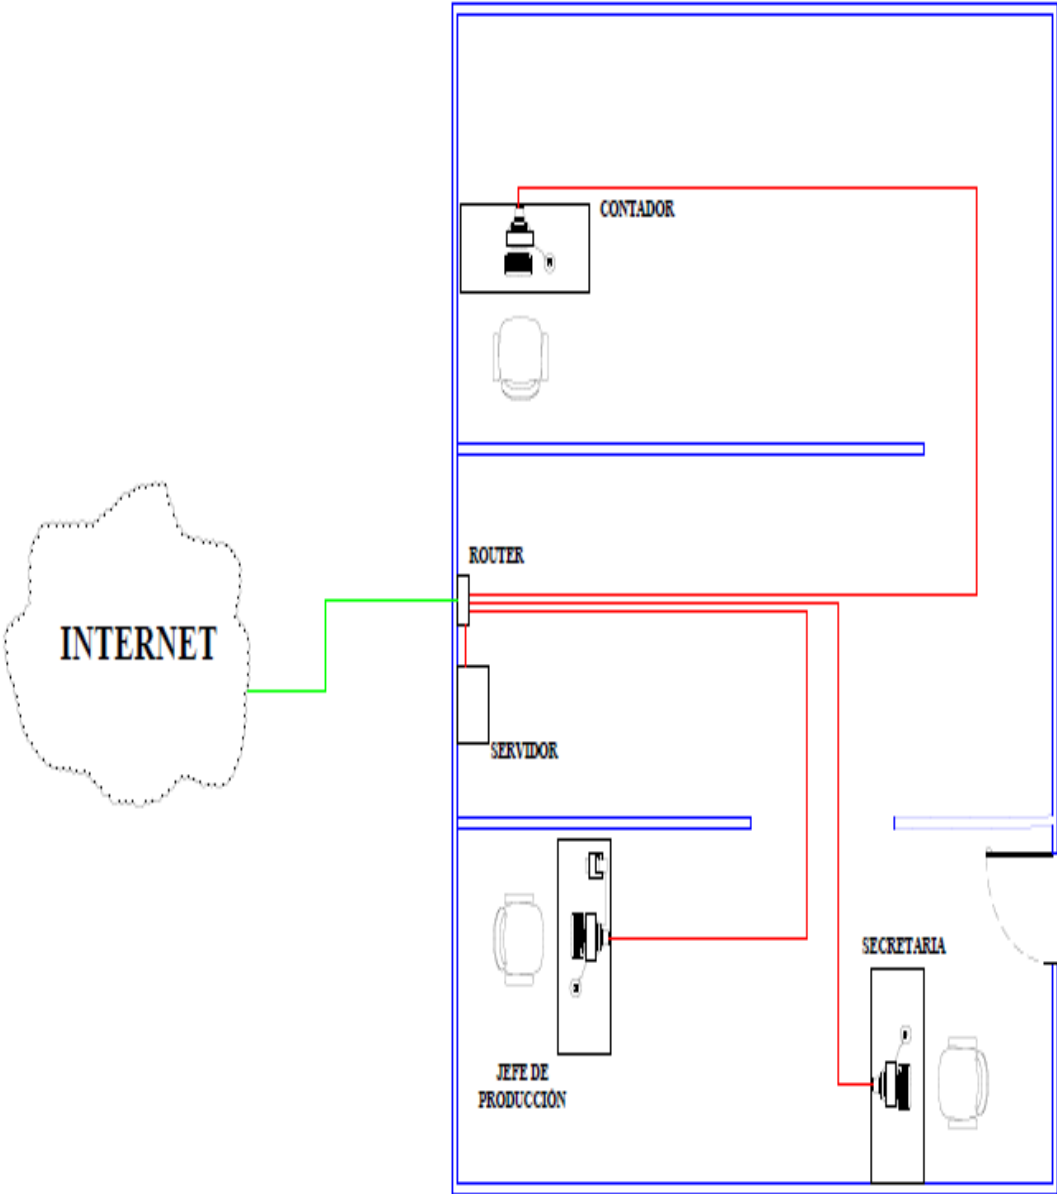 CONTADOR
ROUTER
INTERNET
SERVIDOR
SECRETARIA
JEFE DE
PRODUCCIÓN